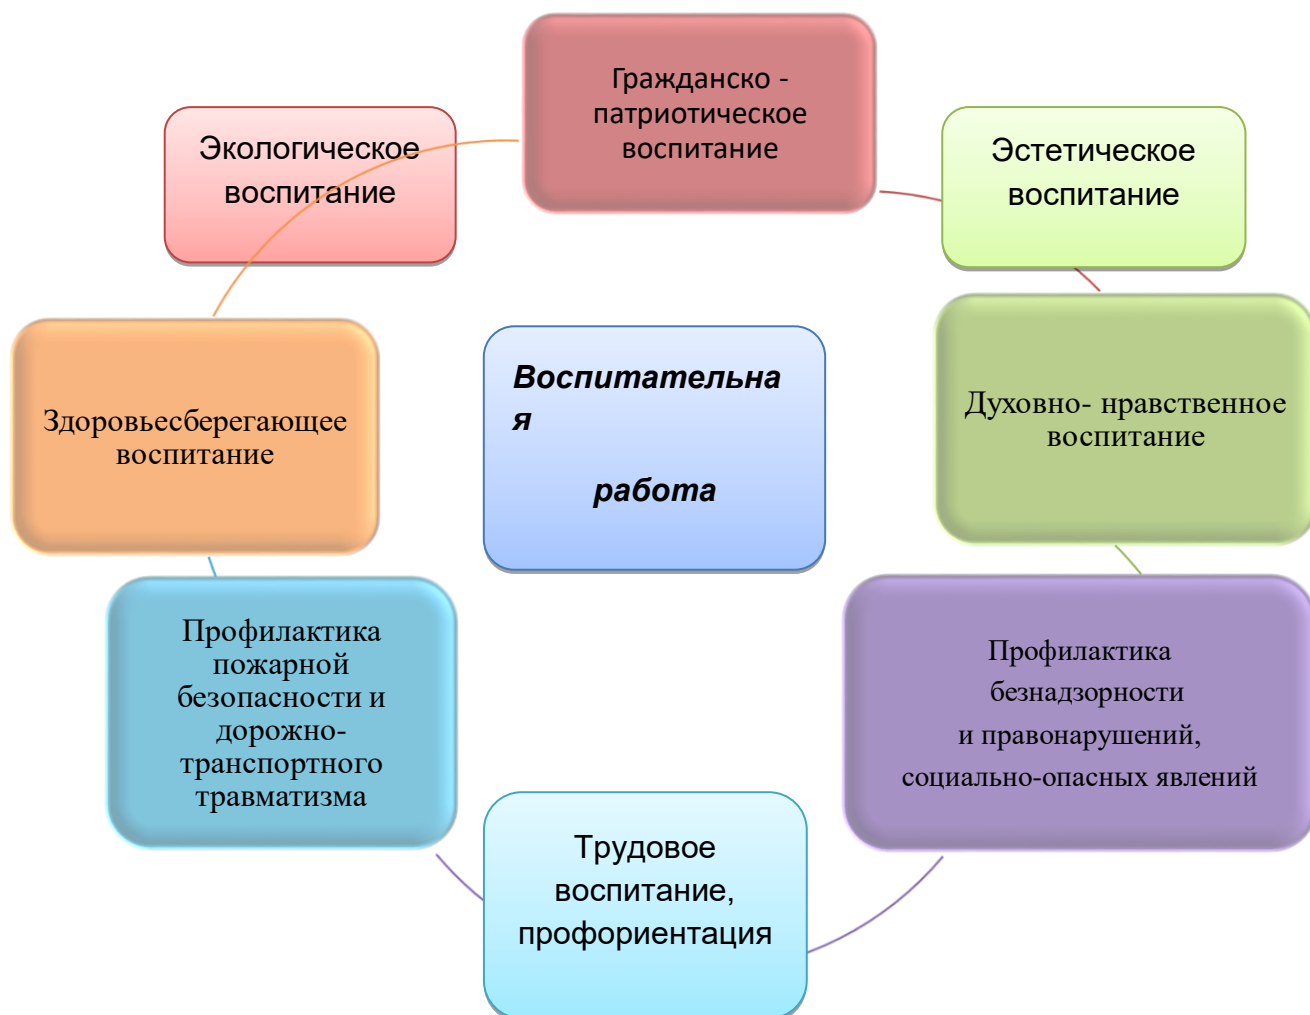 Гражданско -
патриотическое
воспитание
Экологическое
воспитание
Эстетическое
воспитание
Здоровьесберегающее
воспитание
Воспитательна
я
работа
Духовно- нравственное
воспитание
Профилактика
пожарной
безопасности и
дорожно-
транспортного
травматизма
Профилактика
безнадзорности
и правонарушений,
социально-опасных явлений
Трудовое
воспитание,
профориентация